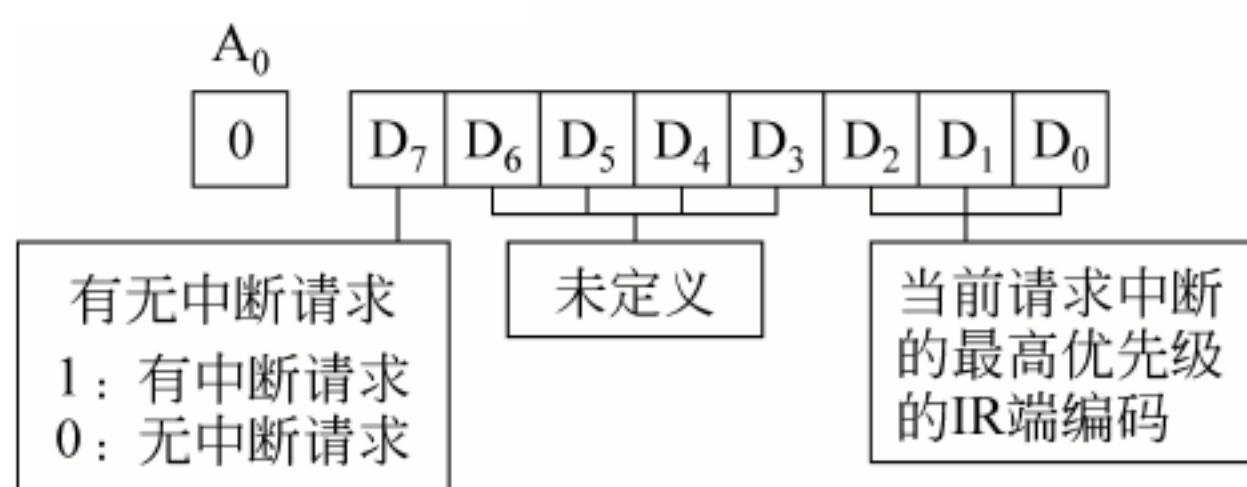 A₀
0 D₇ D₆ D₅ D₄ D₃ D₂ D₁ D₀
有无中断请求
1：有中断请求
0：无中断请求
未定义
当前请求中断
的最高优先级
的IR端编码